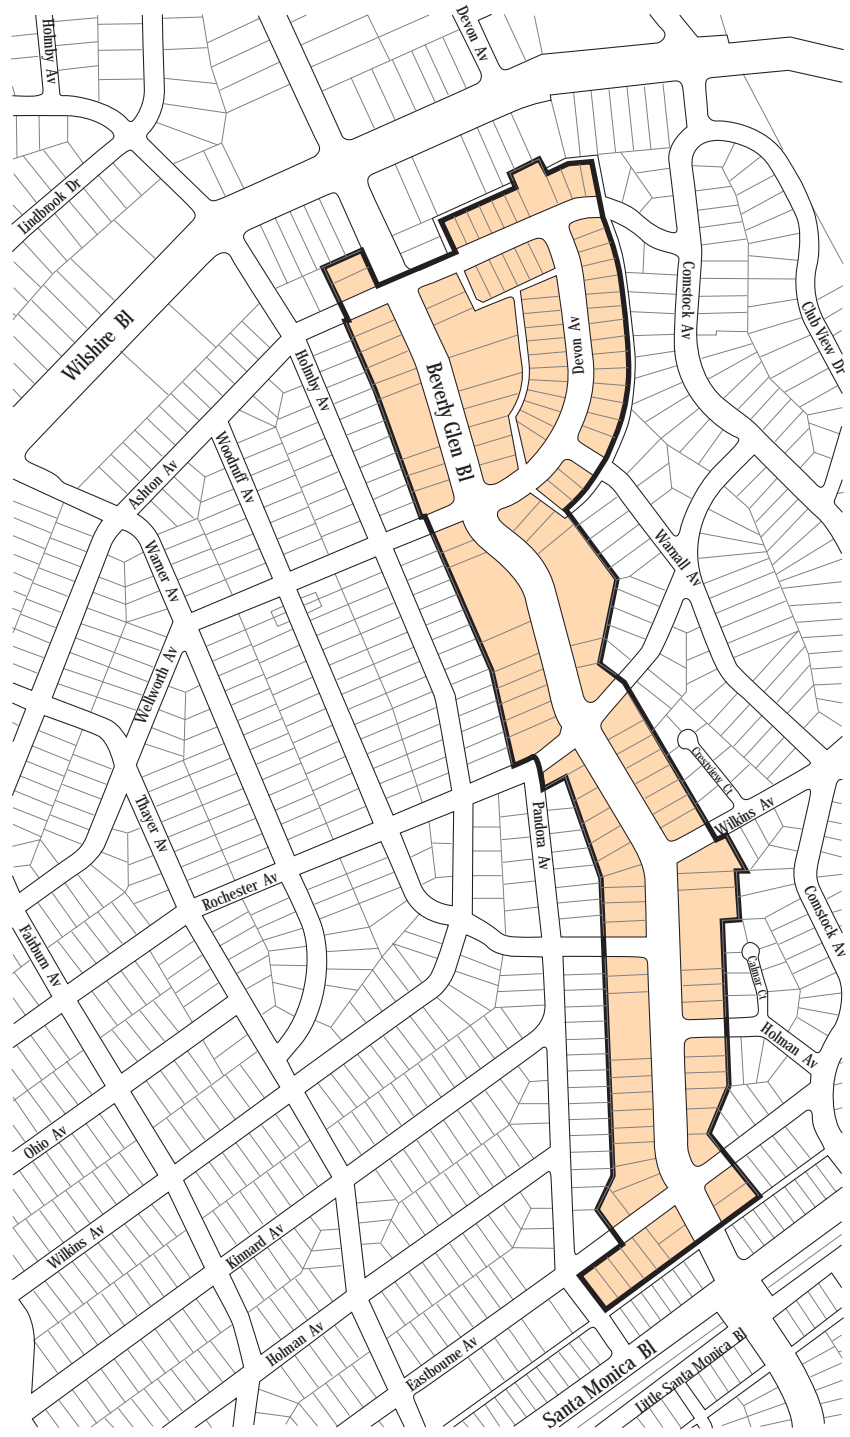 Holmby Av
Devon Av
Lindbrook Dr
Comstock Av
Club View Dr
Wilshire Bl
Devon Av
Holmby Av
Beverly Glen Bl
Woodruff Av
Ashton Av
Warner Av
Warnall Av
Wellworth Av
Crestview Ct
Thayer Av
Pandora Av
Wilkins Av
Rochester Av
Comstock Av
Fairburn Av
Calmar Ct
Holman Av
Ohio Av
Wilkins Av
Kinnard Av
Holman Av
Eastbourne Av
Santa Monica Bl
Little Santa Monica Bl